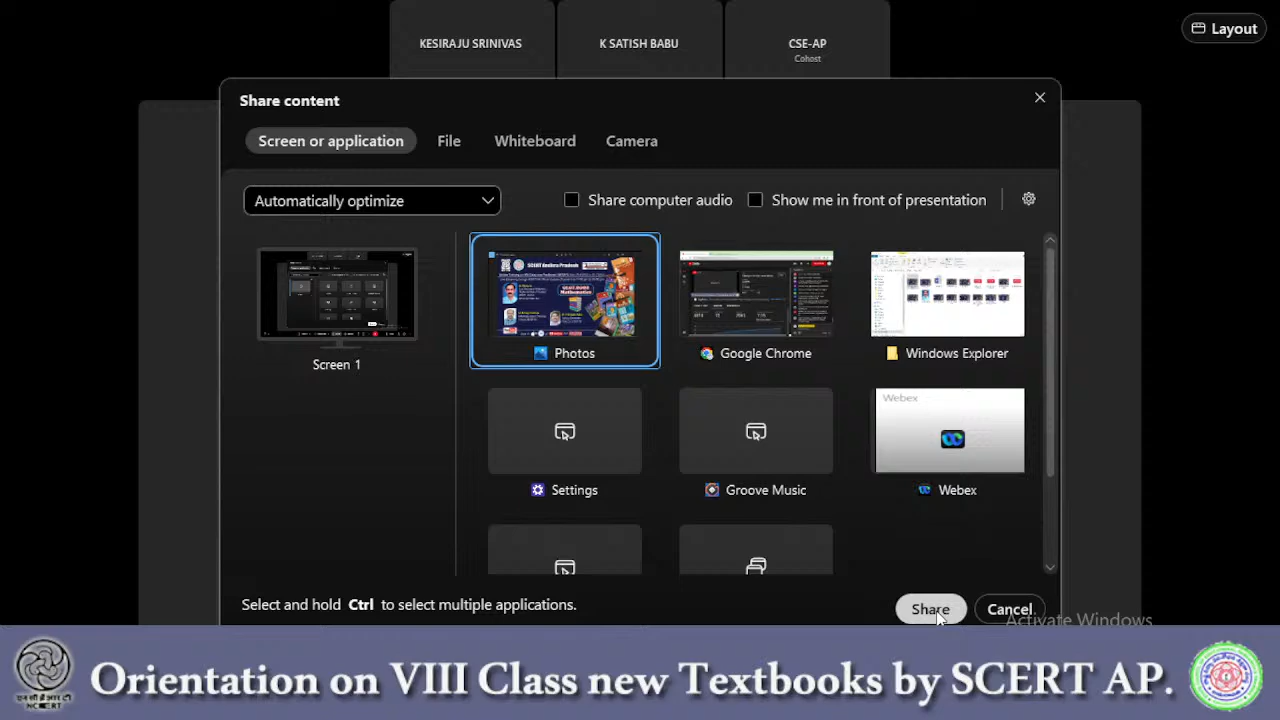 KESIRAJU SRINIVAS
K SATISH BABU
CSE-AP
Cohost
Layout
Share content
Screen or application
File
Whiteboard
Camera
Automatically optimize
Share computer audio
Show me in front of presentation
Screen 1
Photos
Google Chrome
Windows Explorer
Webex
Settings
Groove Music
Webex
Select and hold Ctrl to select multiple applications.
Share
Cancel
Activate Windows
Orientation on VIII Class new Textbooks by SCERT AP.
NCERT